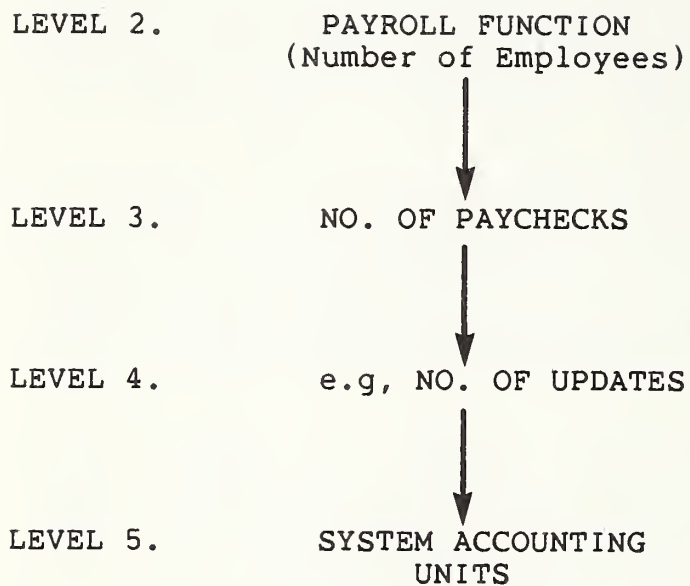 LEVEL 2. PAYROLL FUNCTION
(Number of Employees)
LEVEL 3. NO. OF PAYCHECKS
LEVEL 4. e.g, NO. OF UPDATES
LEVEL 5. SYSTEM ACCOUNTING
UNITS